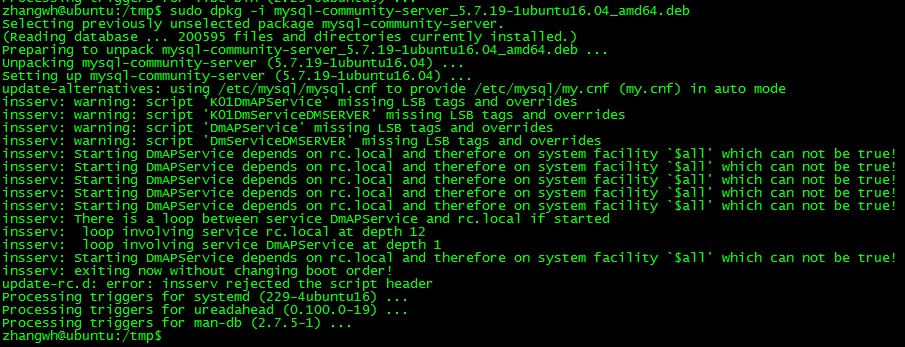 zhangwh@ubuntu:/tmp$ sudo dpkg -i mysql-community-server_5.7.19-1ubuntu16.04_amd64.deb
Selecting previously unselected package mysql-community-server.
(Reading database ... 200595 files and directories currently installed.)
Preparing to unpack mysql-community-server_5.7.19-1ubuntu16.04_amd64.deb ...
Unpacking mysql-community-server (5.7.19-1ubuntu16.04) ...
Setting up mysql-community-server (5.7.19-1ubuntu16.04) ...
update-alternatives: using /etc/mysql/mysql.cnf to provide /etc/mysql/my.cnf (my.cnf) in auto mode
insserv: warning: script 'K01DmAPService' missing LSB tags and overrides
insserv: warning: script 'K01DmServiceDMSERVER' missing LSB tags and overrides
insserv: warning: script 'DmAPService' missing LSB tags and overrides
insserv: warning: script 'DmServiceDMSERVER' missing LSB tags and overrides
insserv: Starting DmAPService depends on rc.local and therefore on system facility `$all' which can not be true!
insserv: Starting DmAPService depends on rc.local and therefore on system facility `$all' which can not be true!
insserv: Starting DmAPService depends on rc.local and therefore on system facility `$all' which can not be true!
insserv: Starting DmAPService depends on rc.local and therefore on system facility `$all' which can not be true!
insserv: Starting DmAPService depends on rc.local and therefore on system facility `$all' which can not be true!
insserv: There is a loop between service DmAPService and rc.local if started
insserv:  loop involving service rc.local at depth 12
insserv:  loop involving service DmAPService at depth 1
insserv: Starting DmAPService depends on rc.local and therefore on system facility `$all' which can not be true!
insserv: exiting now without changing boot order!
update-rc.d: error: insserv rejected the script header
Processing triggers for systemd (229-4ubuntu16) ...
Processing triggers for ureadahead (0.100.0-19) ...
Processing triggers for man-db (2.7.5-1) ...
zhangwh@ubuntu:/tmp$